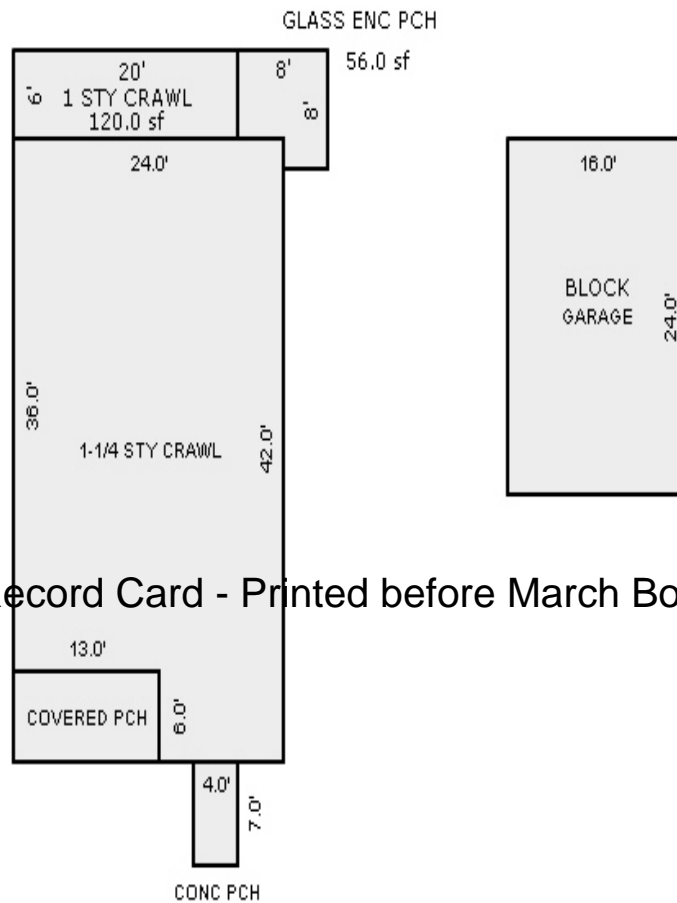 GLASS ENC PCH
56.0 sf
20'
8'
6'
1 STY CRAWL
120.0 sf
8'
24.0'
16.0'
BLOCK
GARAGE
24.0'
36.0'
42.0'
1-1/4 STY CRAWL
ecord Card - Printed before March Bo
13.0'
COVERED PCH
6.0'
4.0'
7.0'
CONC PCH